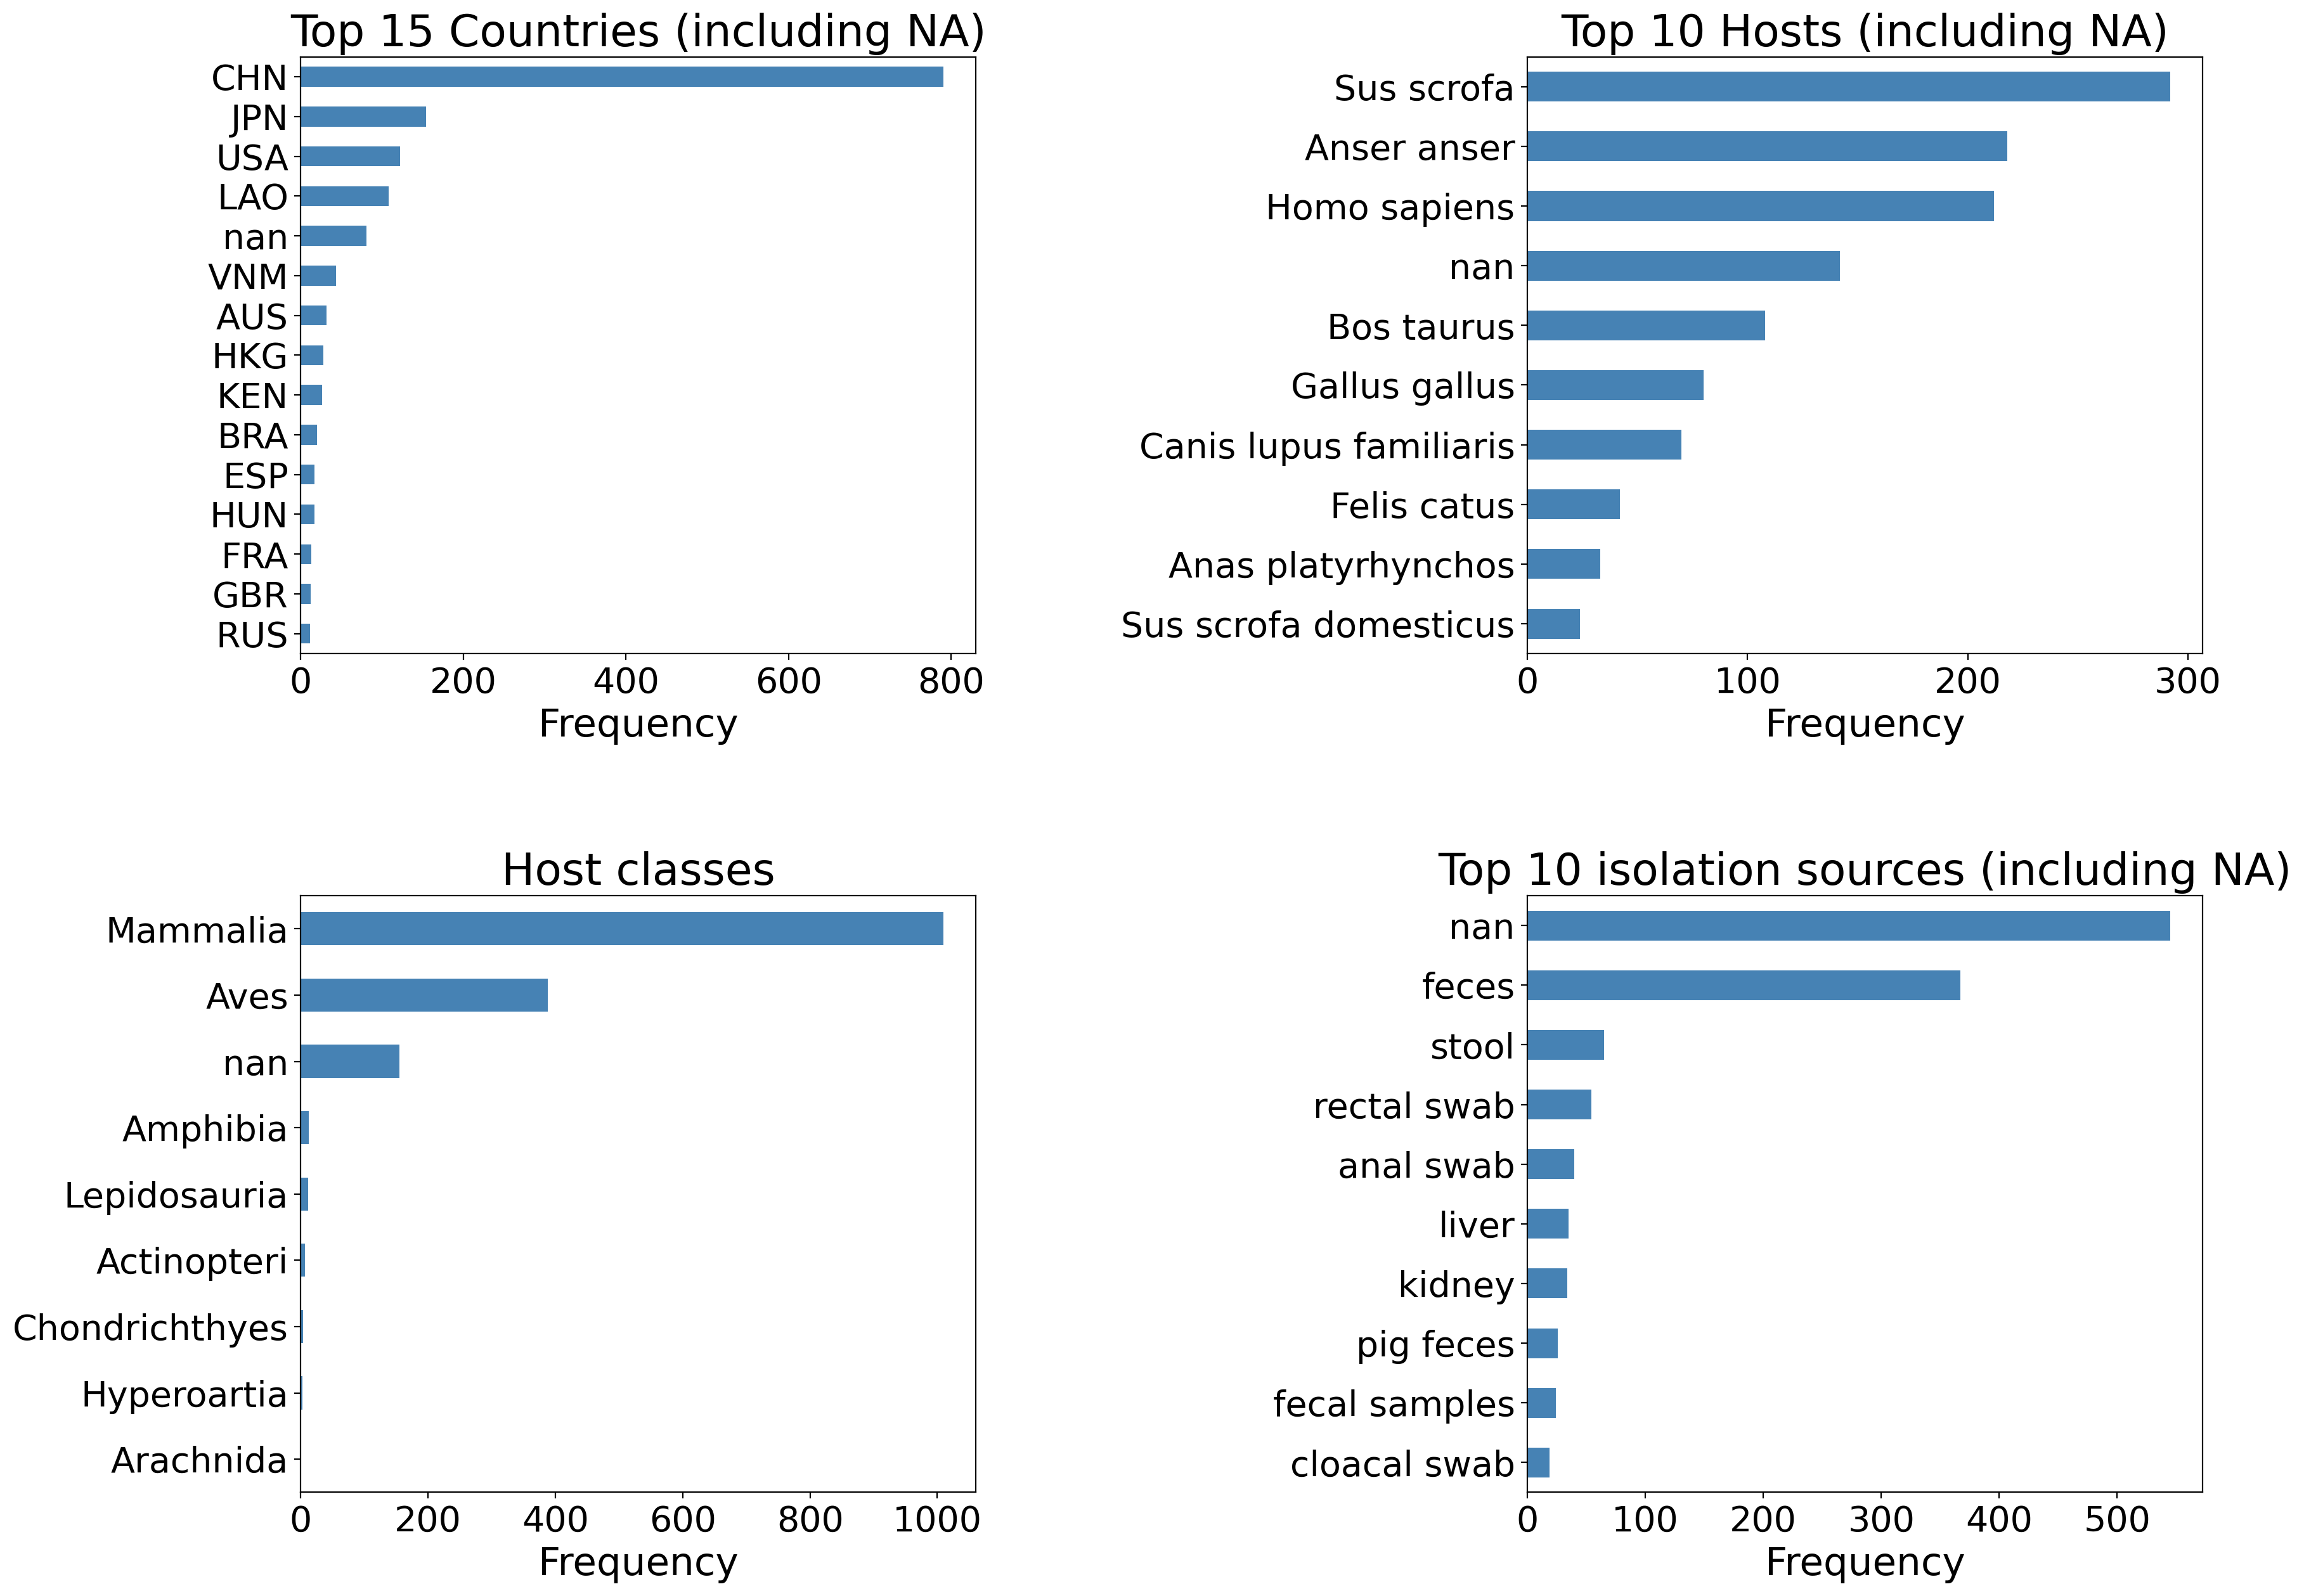 Top 15 Countries (including NA)
CHN
JPN
USA
LAO
nan
VNM
AUS
HKG
KEN
BRA
ESP
HUN
FRA
GBR
RUS
0 200 400 600 800
Frequency
Top 10 Hosts (including NA)
Sus scrofa
Anser anser
Homo sapiens
nan
Bos taurus
Gallus gallus
Canis lupus familiaris
Felis catus
Anas platyrhynchos
Sus scrofa domesticus
0 100 200 300
Frequency
Host classes
Mammalia
Aves
nan
Amphibia
Lepidosauria
Actinopteri
Chondrichthyes
Hyperoartia
Arachnida
0 200 400 600 800 1000
Frequency
Top 10 isolation sources (including NA)
nan
feces
stool
rectal swab
anal swab
liver
kidney
pig feces
fecal samples
cloacal swab
0 100 200 300 400 500
Frequency